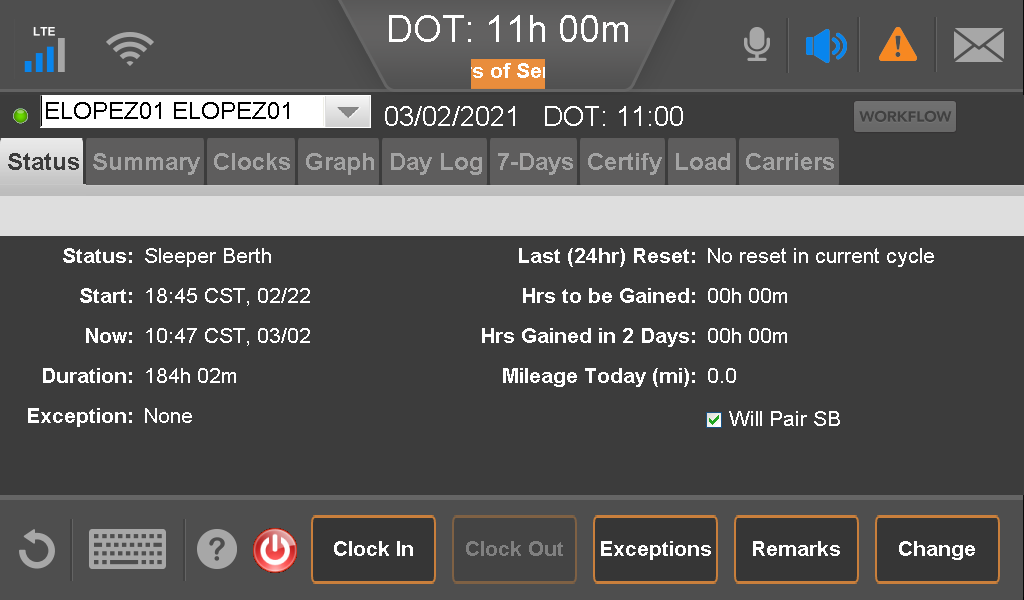 LTE
DOT: 11h 00m
s of Ser
ELOPEZ01 ELOPEZ01
03/02/2021 DOT: 11:00
WORKFLOW
Status Summary Clocks Graph Day Log 7-Days Certify Load Carriers
Status: Sleeper Berth
Last (24hr) Reset: No reset in current cycle
Start: 18:45 CST, 02/22
Hrs to be Gained: 00h 00m
Now: 10:47 CST, 03/02
Hrs Gained in 2 Days: 00h 00m
Duration: 184h 02m
Mileage Today (mi): 0.0
Exception: None
Will Pair SB
Clock In Clock Out Exceptions Remarks Change